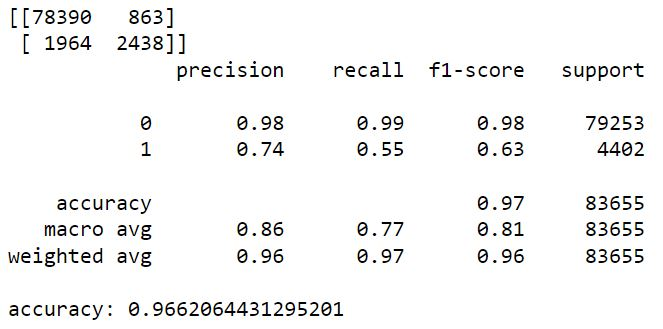 [[78390 863]
[ 1964 2438]]
precision recall f1-score support
0 0.98 0.99 0.98 79253
1 0.74 0.55 0.63 4402
accuracy 0.97 83655
macro avg 0.86 0.77 0.81 83655
weighted avg 0.96 0.97 0.96 83655
accuracy: 0.9662064431295201